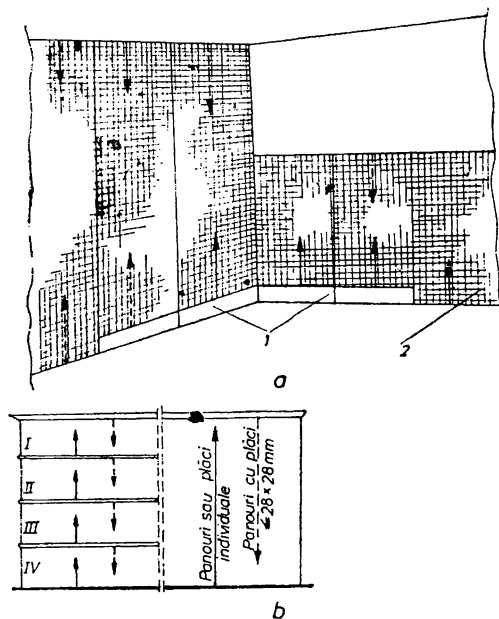 1
2
a
I
II
III
IV
Panouri sau plăci
individuale
Panouri cu plăci
≤ 28 × 28 mm
b